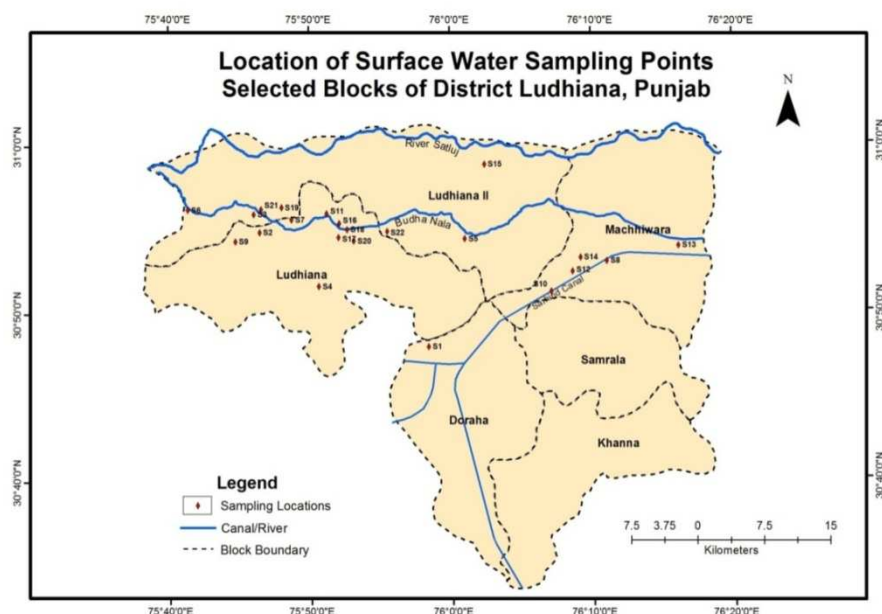 75°40'0"E 75°50'0"E 76°0'0"E 76°10'0"E 76°20'0"E
Location of Surface Water Sampling Points
Selected Blocks of District Ludhiana, Punjab
N
31°0'0"N 31°0'0"N
River Satluj
S15
Ludhiana II
S6 S21 S19 S11
S3 S7 S16
Budha Nala
Machhiwara
S2 S18 S22
S9 S17 S20 S5 S13
S14
S8
Ludhiana
S12
S4 S10
Canal
30°50'0"N 30°50'0"N
S1
Samrala
Doraha
Khanna
30°40'0"N 30°40'0"N
Legend
Sampling Locations
Canal/River
Block Boundary
7.5 3.75 0 7.5 15
Kilometers
75°40'0"E 75°50'0"E 76°0'0"E 76°10'0"E 76°20'0"E